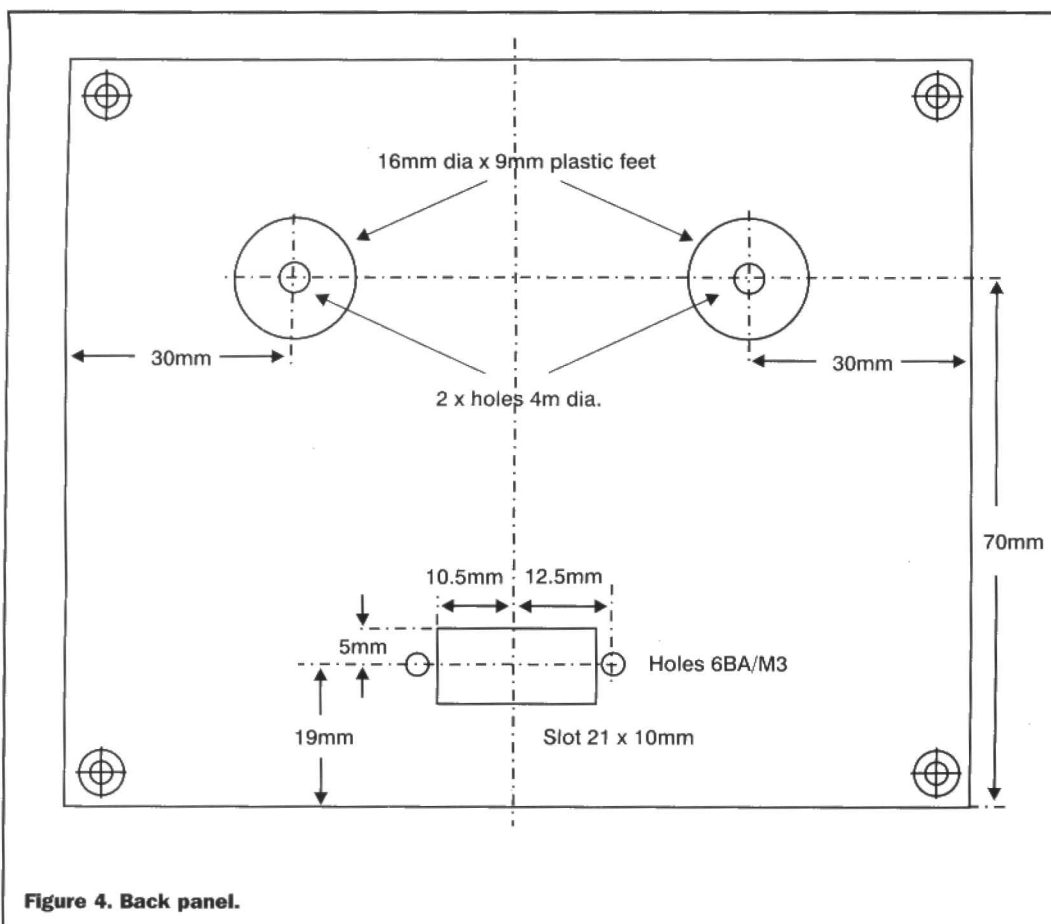 16mm dia x 9mm plastic feet
30mm
30mm
2 x holes 4m dia.
70mm
10.5mm
12.5mm
5mm
Holes 6BA/M3
19mm
Slot 21 x 10mm
Figure 4. Back panel.